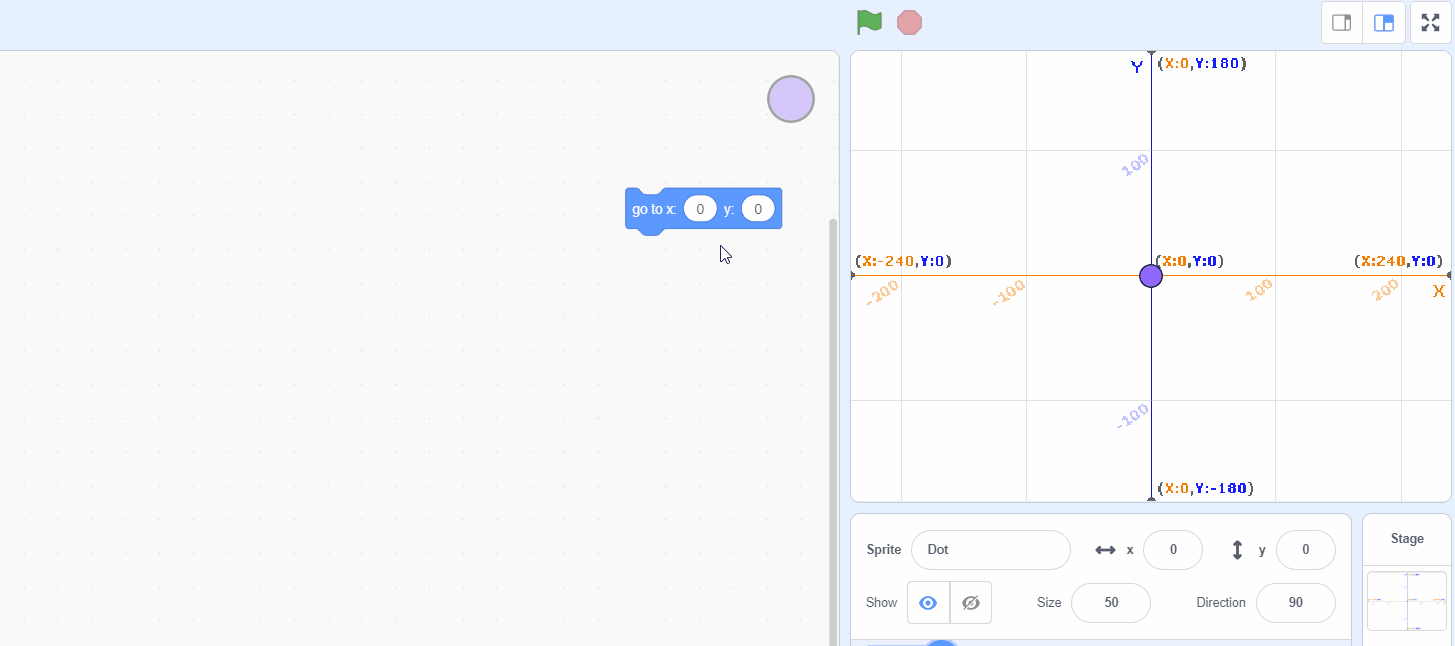 Y (X:0,Y:180)
100
go to x: 0 y: 0
(X:-240,Y:0) (X:0,Y:0) (X:240,Y:0)
-200 -100 100 200 X
-100
(X:0,Y:-180)
Sprite Dot x 0 y 0
Stage
Show Size 50 Direction 90